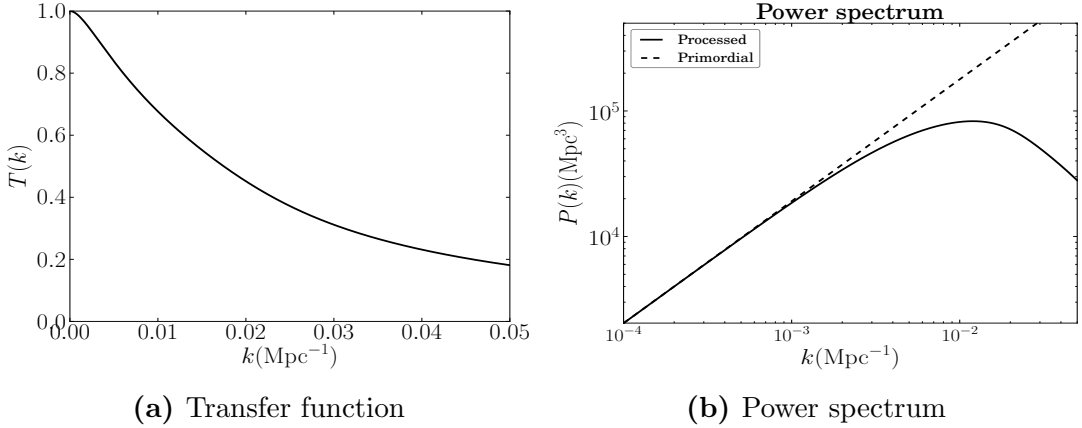 1.0
0.8
0.6
0.4
0.2
0.0
T(k)
0.00 0.01 0.02 0.03 0.04 0.05
k(Mpc⁻¹)
(a) Transfer function
Power spectrum
Processed
Primordial
10⁵
10⁴
P(k)(Mpc³)
10⁻⁴ 10⁻³ 10⁻²
k(Mpc⁻¹)
(b) Power spectrum